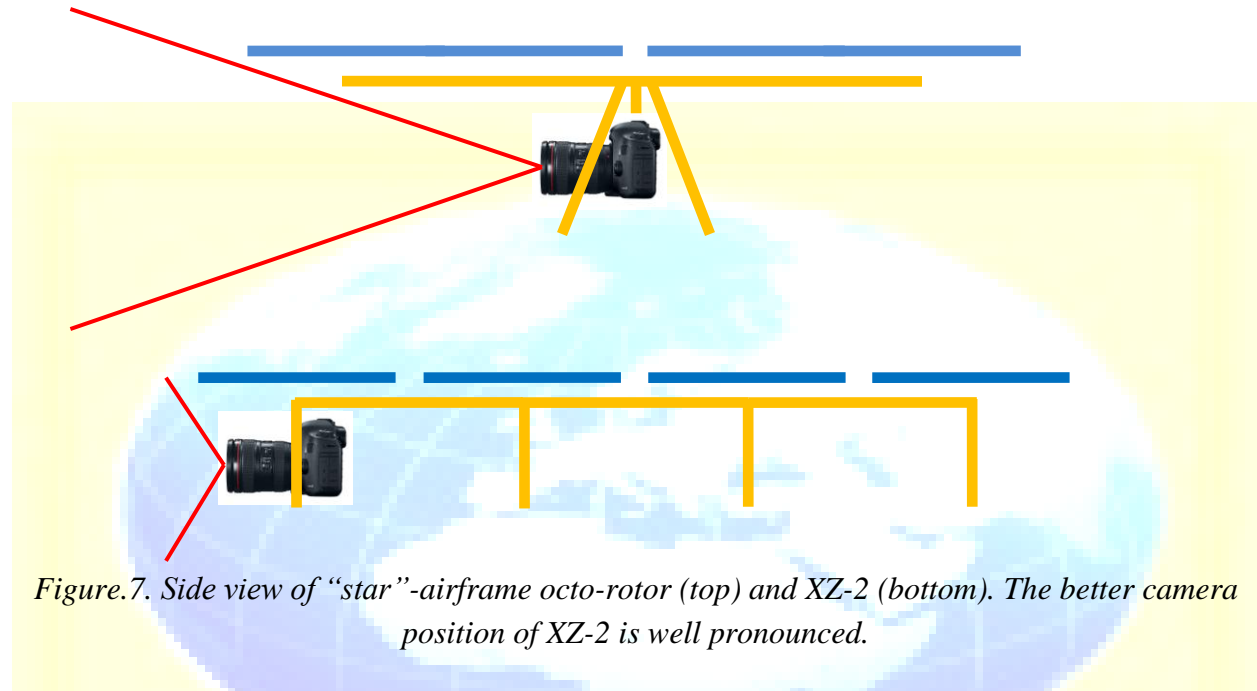 Figure.7. Side view of “star”-airframe octo-rotor (top) and XZ-2 (bottom). The better camera
position of XZ-2 is well pronounced.